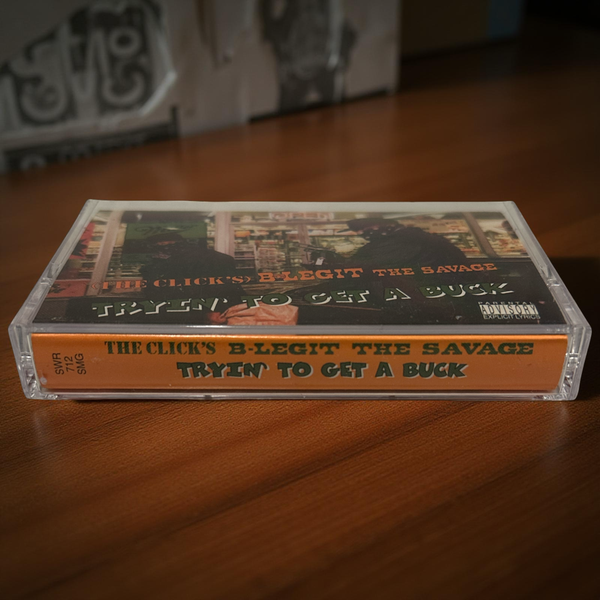 THE CLICK'S B-LEGIT THE SAVAGE
TRYIN' TO GET A BUCK
PARENTAL
ADVISORY
EXPLICIT LYRICS
SWR
712
SMG
THE CLICK'S B-LEGIT THE SAVAGE
TRYIN' TO GET A BUCK